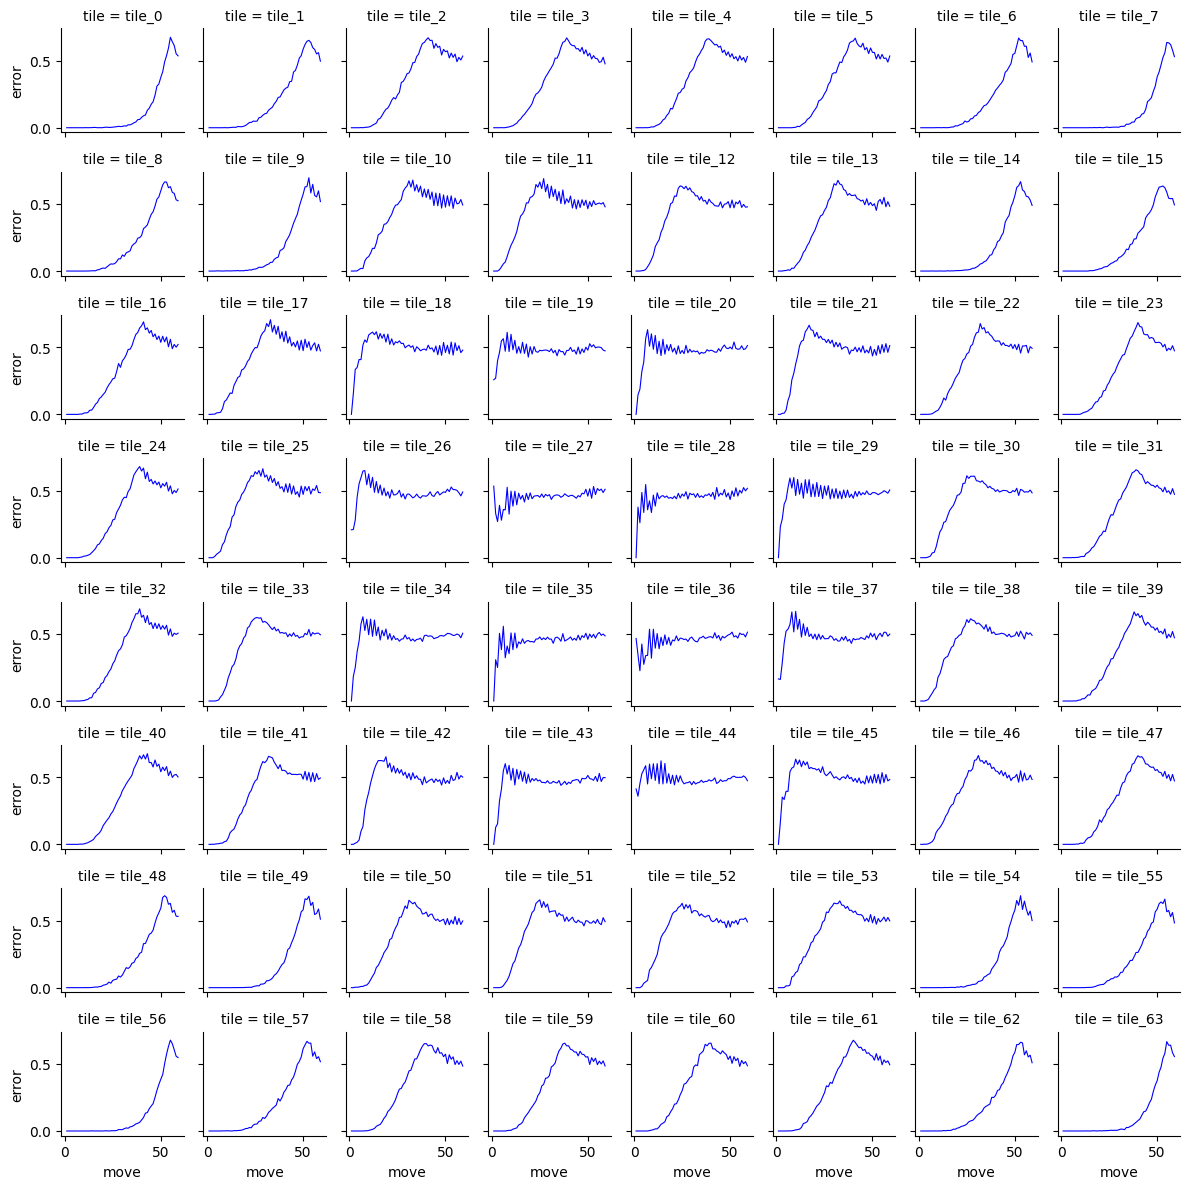 tile = tile_0 tile = tile_1 tile = tile_2 tile = tile_3 tile = tile_4 tile = tile_5 tile = tile_6 tile = tile_7
error
0.5
0.0
tile = tile_8 tile = tile_9 tile = tile_10 tile = tile_11 tile = tile_12 tile = tile_13 tile = tile_14 tile = tile_15
error
0.5
0.0
tile = tile_16 tile = tile_17 tile = tile_18 tile = tile_19 tile = tile_20 tile = tile_21 tile = tile_22 tile = tile_23
error
0.5
0.0
tile = tile_24 tile = tile_25 tile = tile_26 tile = tile_27 tile = tile_28 tile = tile_29 tile = tile_30 tile = tile_31
error
0.5
0.0
tile = tile_32 tile = tile_33 tile = tile_34 tile = tile_35 tile = tile_36 tile = tile_37 tile = tile_38 tile = tile_39
error
0.5
0.0
tile = tile_40 tile = tile_41 tile = tile_42 tile = tile_43 tile = tile_44 tile = tile_45 tile = tile_46 tile = tile_47
error
0.5
0.0
tile = tile_48 tile = tile_49 tile = tile_50 tile = tile_51 tile = tile_52 tile = tile_53 tile = tile_54 tile = tile_55
error
0.5
0.0
tile = tile_56 tile = tile_57 tile = tile_58 tile = tile_59 tile = tile_60 tile = tile_61 tile = tile_62 tile = tile_63
error
0.5
0.0
0 50 0 50 0 50 0 50 0 50 0 50 0 50 0 50
move move move move move move move move